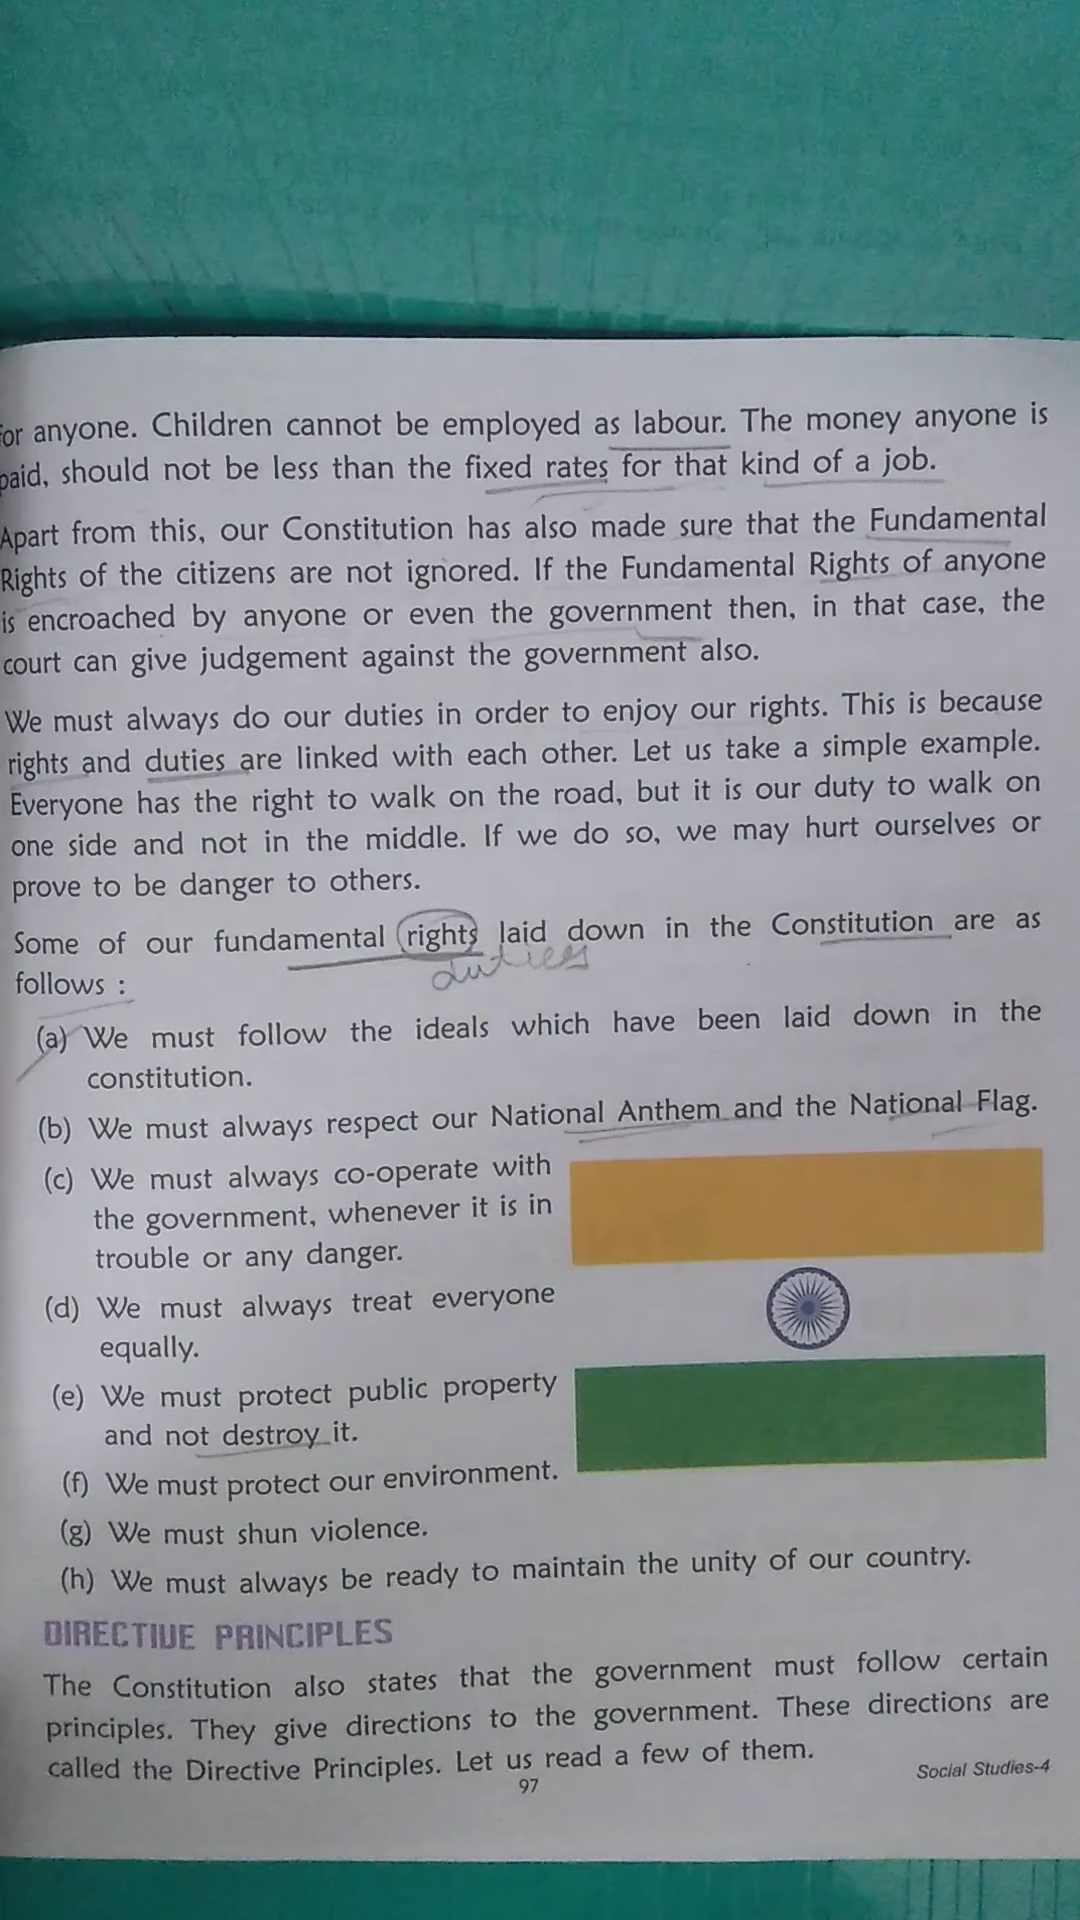 for anyone. Children cannot be employed as labour. The money anyone is
paid, should not be less than the fixed rates for that kind of a job.
Apart from this, our Constitution has also made sure that the Fundamental
Rights of the citizens are not ignored. If the Fundamental Rights of anyone
is encroached by anyone or even the government then, in that case, the
court can give judgement against the government also.
We must always do our duties in order to enjoy our rights. This is because
rights and duties are linked with each other. Let us take a simple example.
Everyone has the right to walk on the road, but it is our duty to walk on
one side and not in the middle. If we do so, we may hurt ourselves or
prove to be danger to others.
Some of our fundamental rights laid down in the Constitution are as
duties
follows :
(a) We must follow the ideals which have been laid down in the
constitution.
(b) We must always respect our National Anthem and the National Flag.
(c) We must always co-operate with
the government, whenever it is in
trouble or any danger.
(d) We must always treat everyone
equally.
(e) We must protect public property
and not destroy it.
(f) We must protect our environment.
(g) We must shun violence.
(h) We must always be ready to maintain the unity of our country.
DIRECTIVE PRINCIPLES
The Constitution also states that the government must follow certain
principles. They give directions to the government. These directions are
called the Directive Principles. Let us read a few of them.
97
Social Studies-4